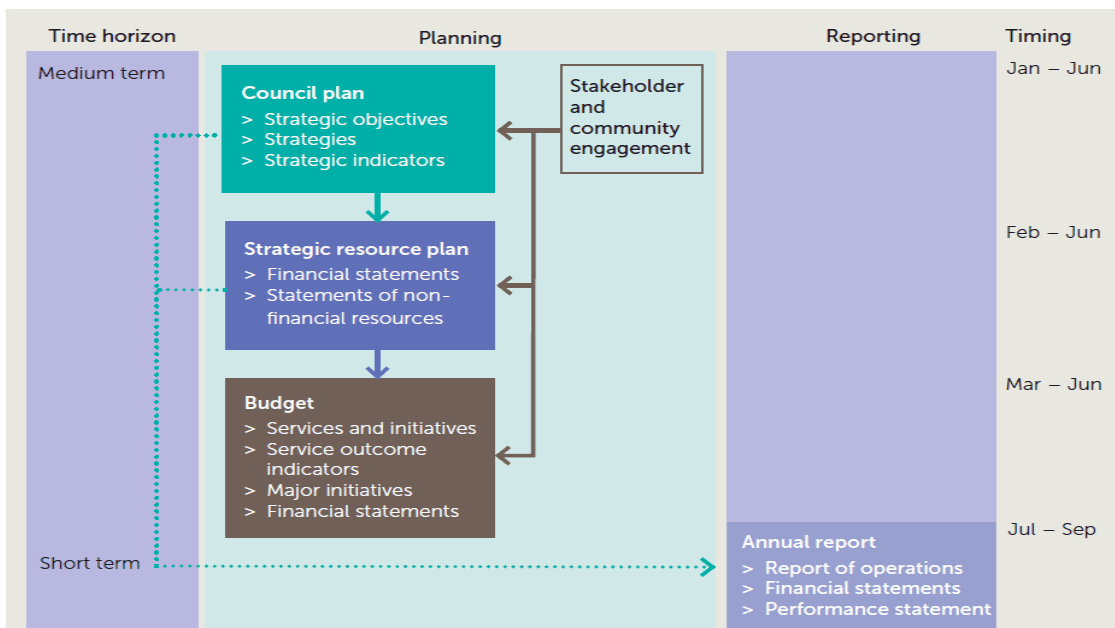 Time horizon
Planning
Reporting
Timing
Medium term
Jan – Jun
Council plan
> Strategic objectives
> Strategies
> Strategic indicators
Stakeholder
and
community
engagement
Feb – Jun
Strategic resource plan
> Financial statements
> Statements of non-
financial resources
Mar – Jun
Budget
> Services and initiatives
> Service outcome
indicators
> Major initiatives
> Financial statements
Jul – Sep
Short term
Annual report
> Report of operations
> Financial statements
> Performance statement